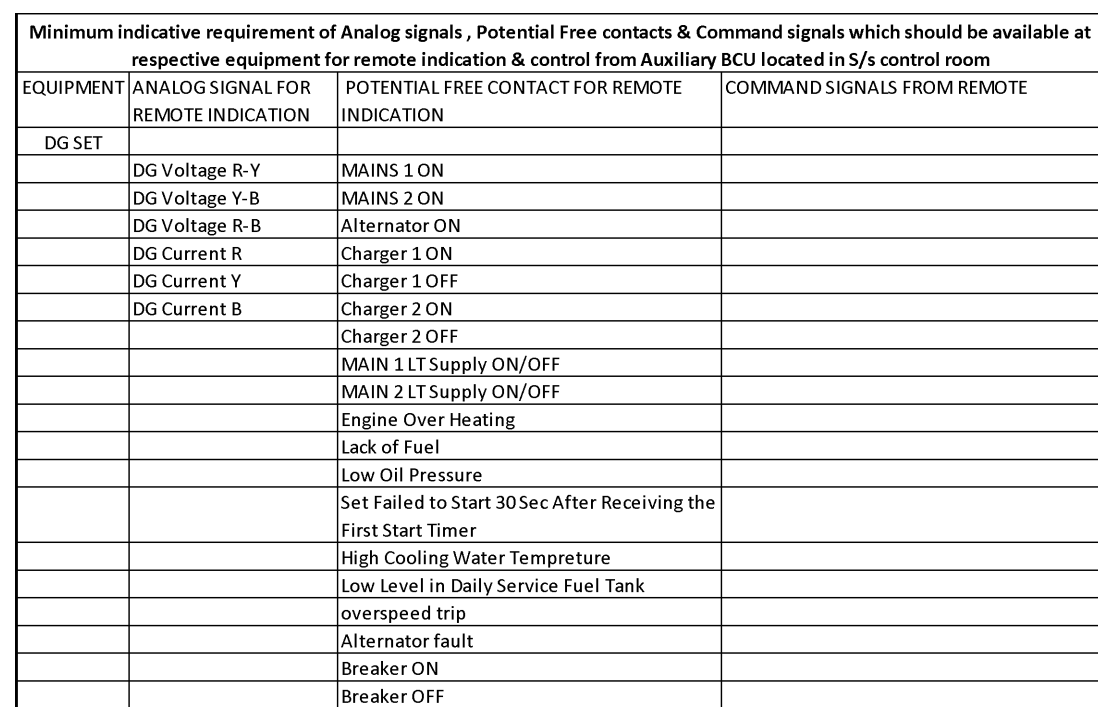 Minimum indicative requirement of Analog signals , Potential Free contacts & Command signals which should be available at
respective equipment for remote indication & control from Auxiliary BCU located in S/s control room
EQUIPMENT ANALOG SIGNAL FOR REMOTE INDICATION POTENTIAL FREE CONTACT FOR REMOTE INDICATION COMMAND SIGNALS FROM REMOTE
DG SET
DG Voltage R-Y MAINS 1 ON
DG Voltage Y-B MAINS 2 ON
DG Voltage R-B Alternator ON
DG Current R Charger 1 ON
DG Current Y Charger 1 OFF
DG Current B Charger 2 ON
Charger 2 OFF
MAIN 1 LT Supply ON/OFF
MAIN 2 LT Supply ON/OFF
Engine Over Heating
Lack of Fuel
Low Oil Pressure
Set Failed to Start 30 Sec After Receiving the
First Start Timer
High Cooling Water Tempreture
Low Level in Daily Service Fuel Tank
overspeed trip
Alternator fault
Breaker ON
Breaker OFF